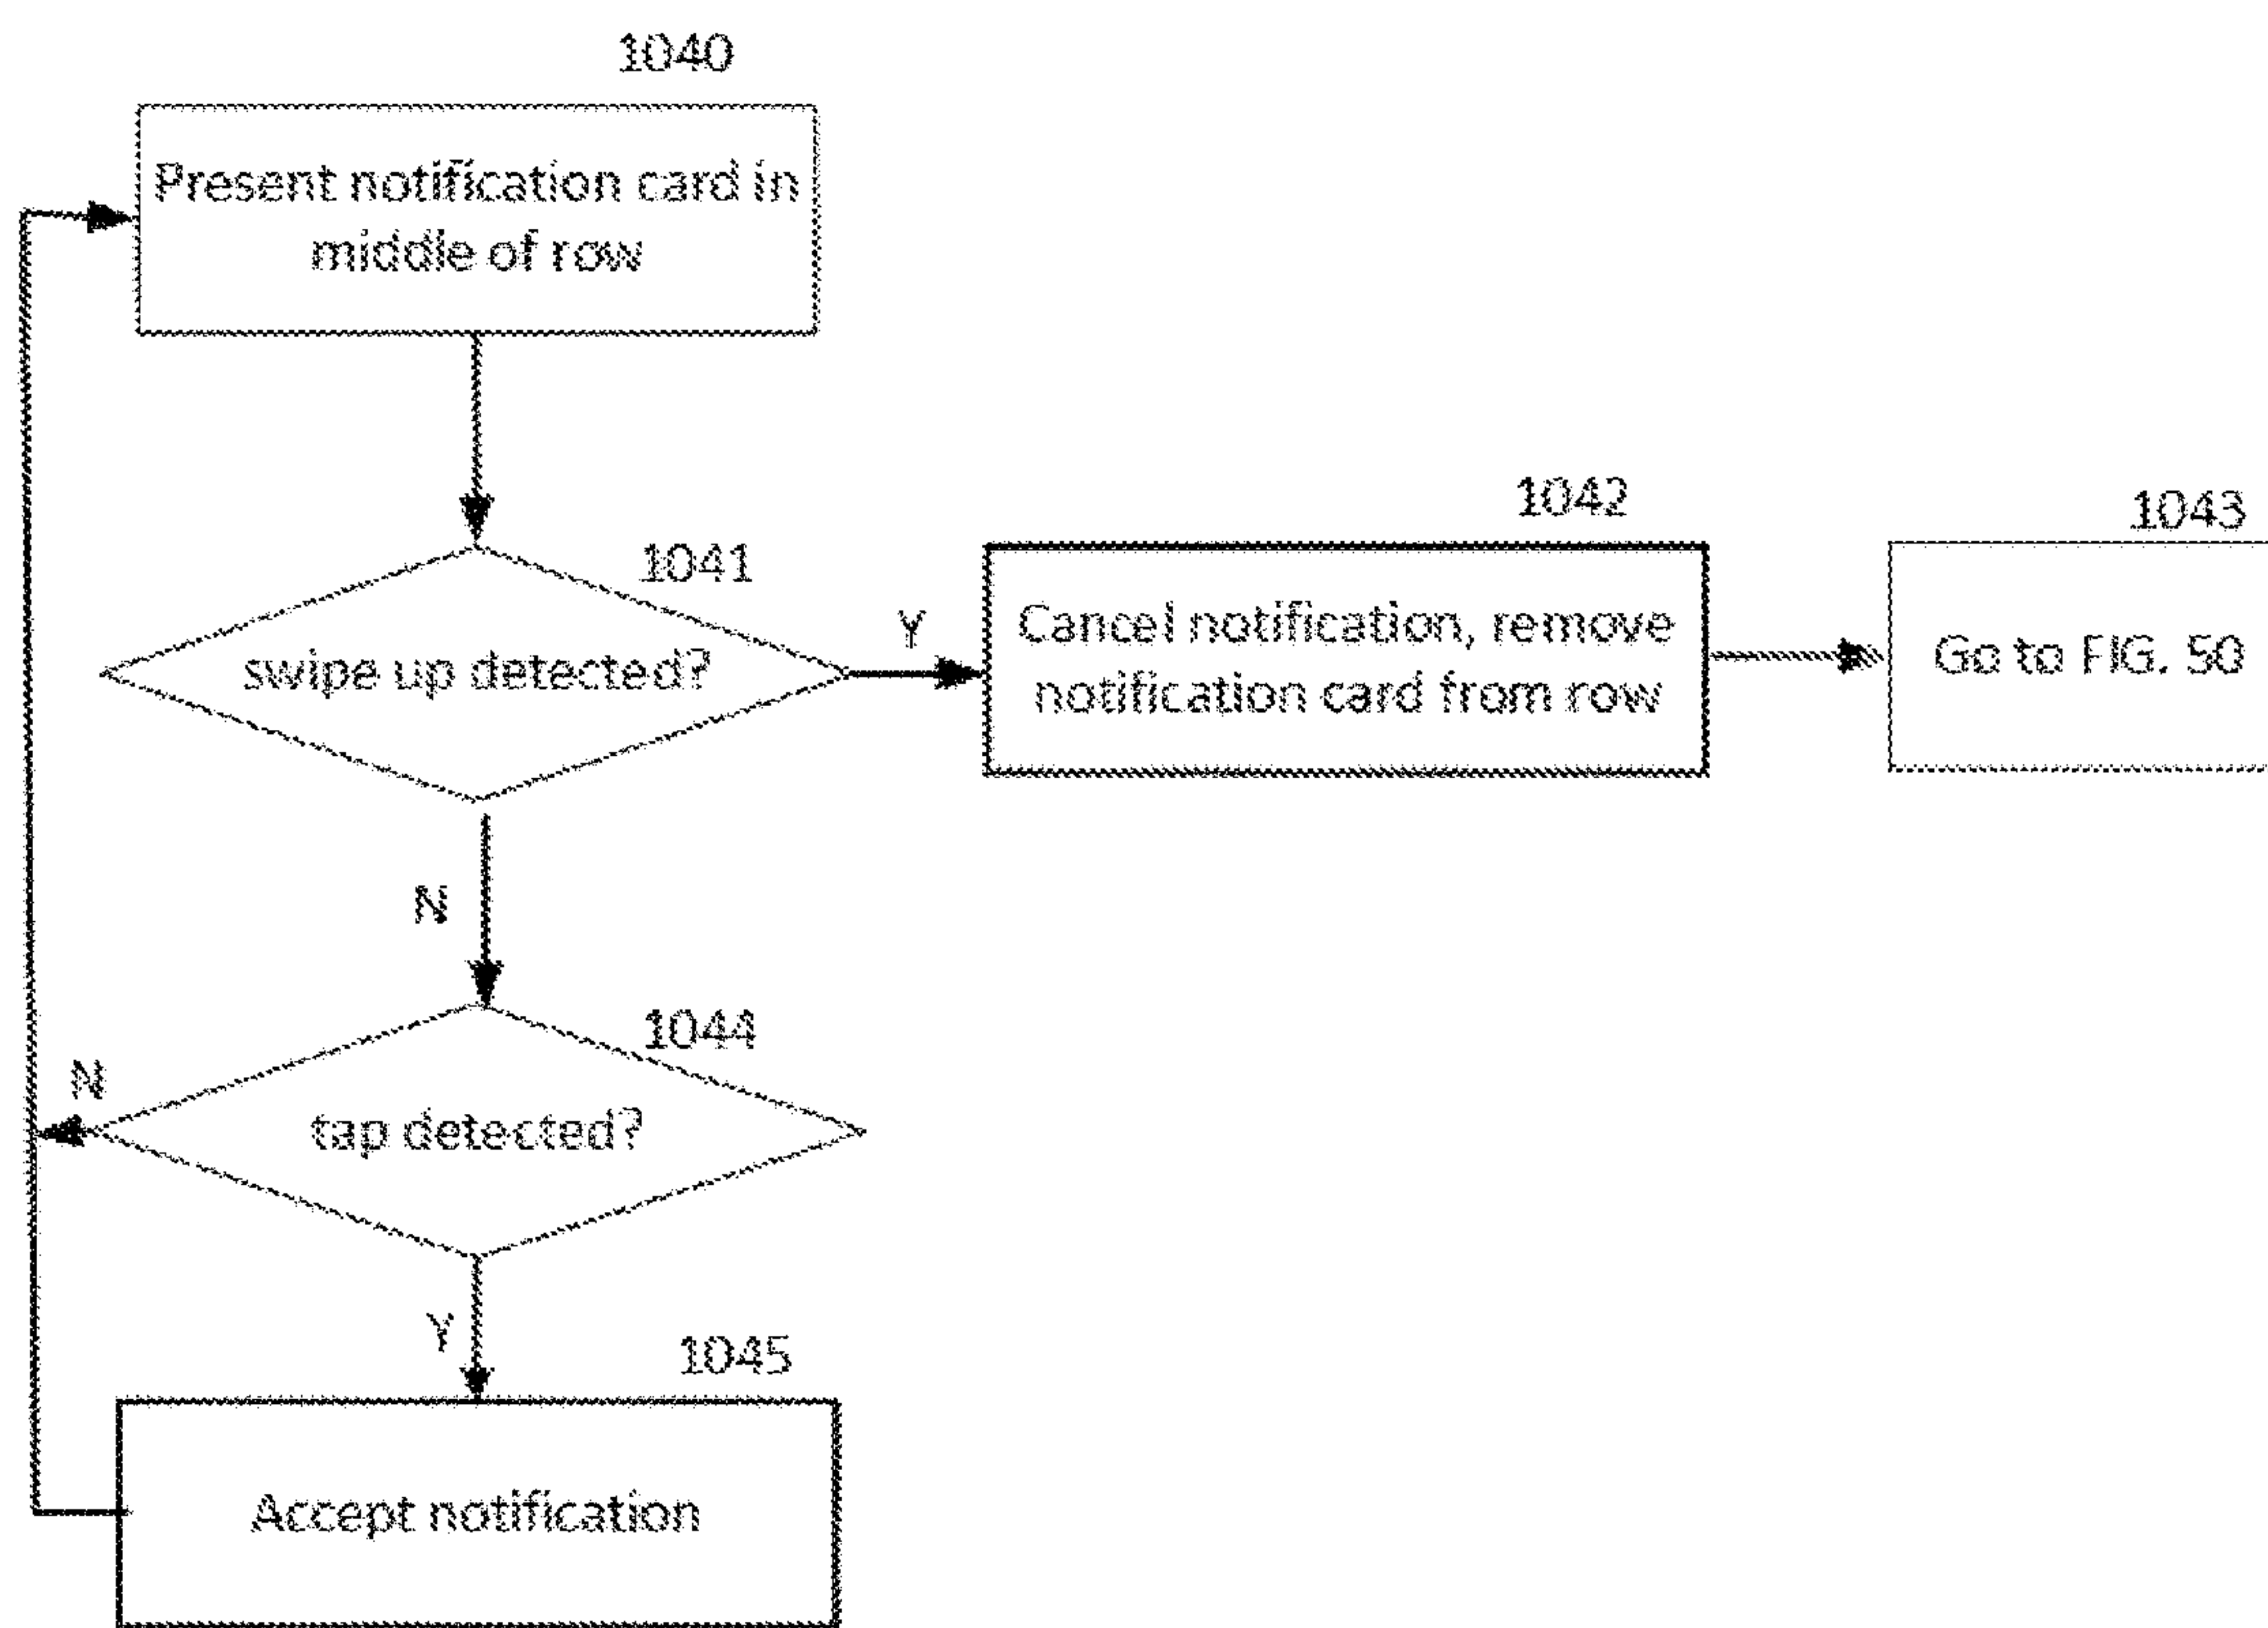 1040
Present notification card in
middle of row
1041
swipe up detected?
Y
1042
Cancel notification, remove
notification card from row
1043
Go to FIG. 50
N
1044
tap detected?
N
Y
1045
Accept notification